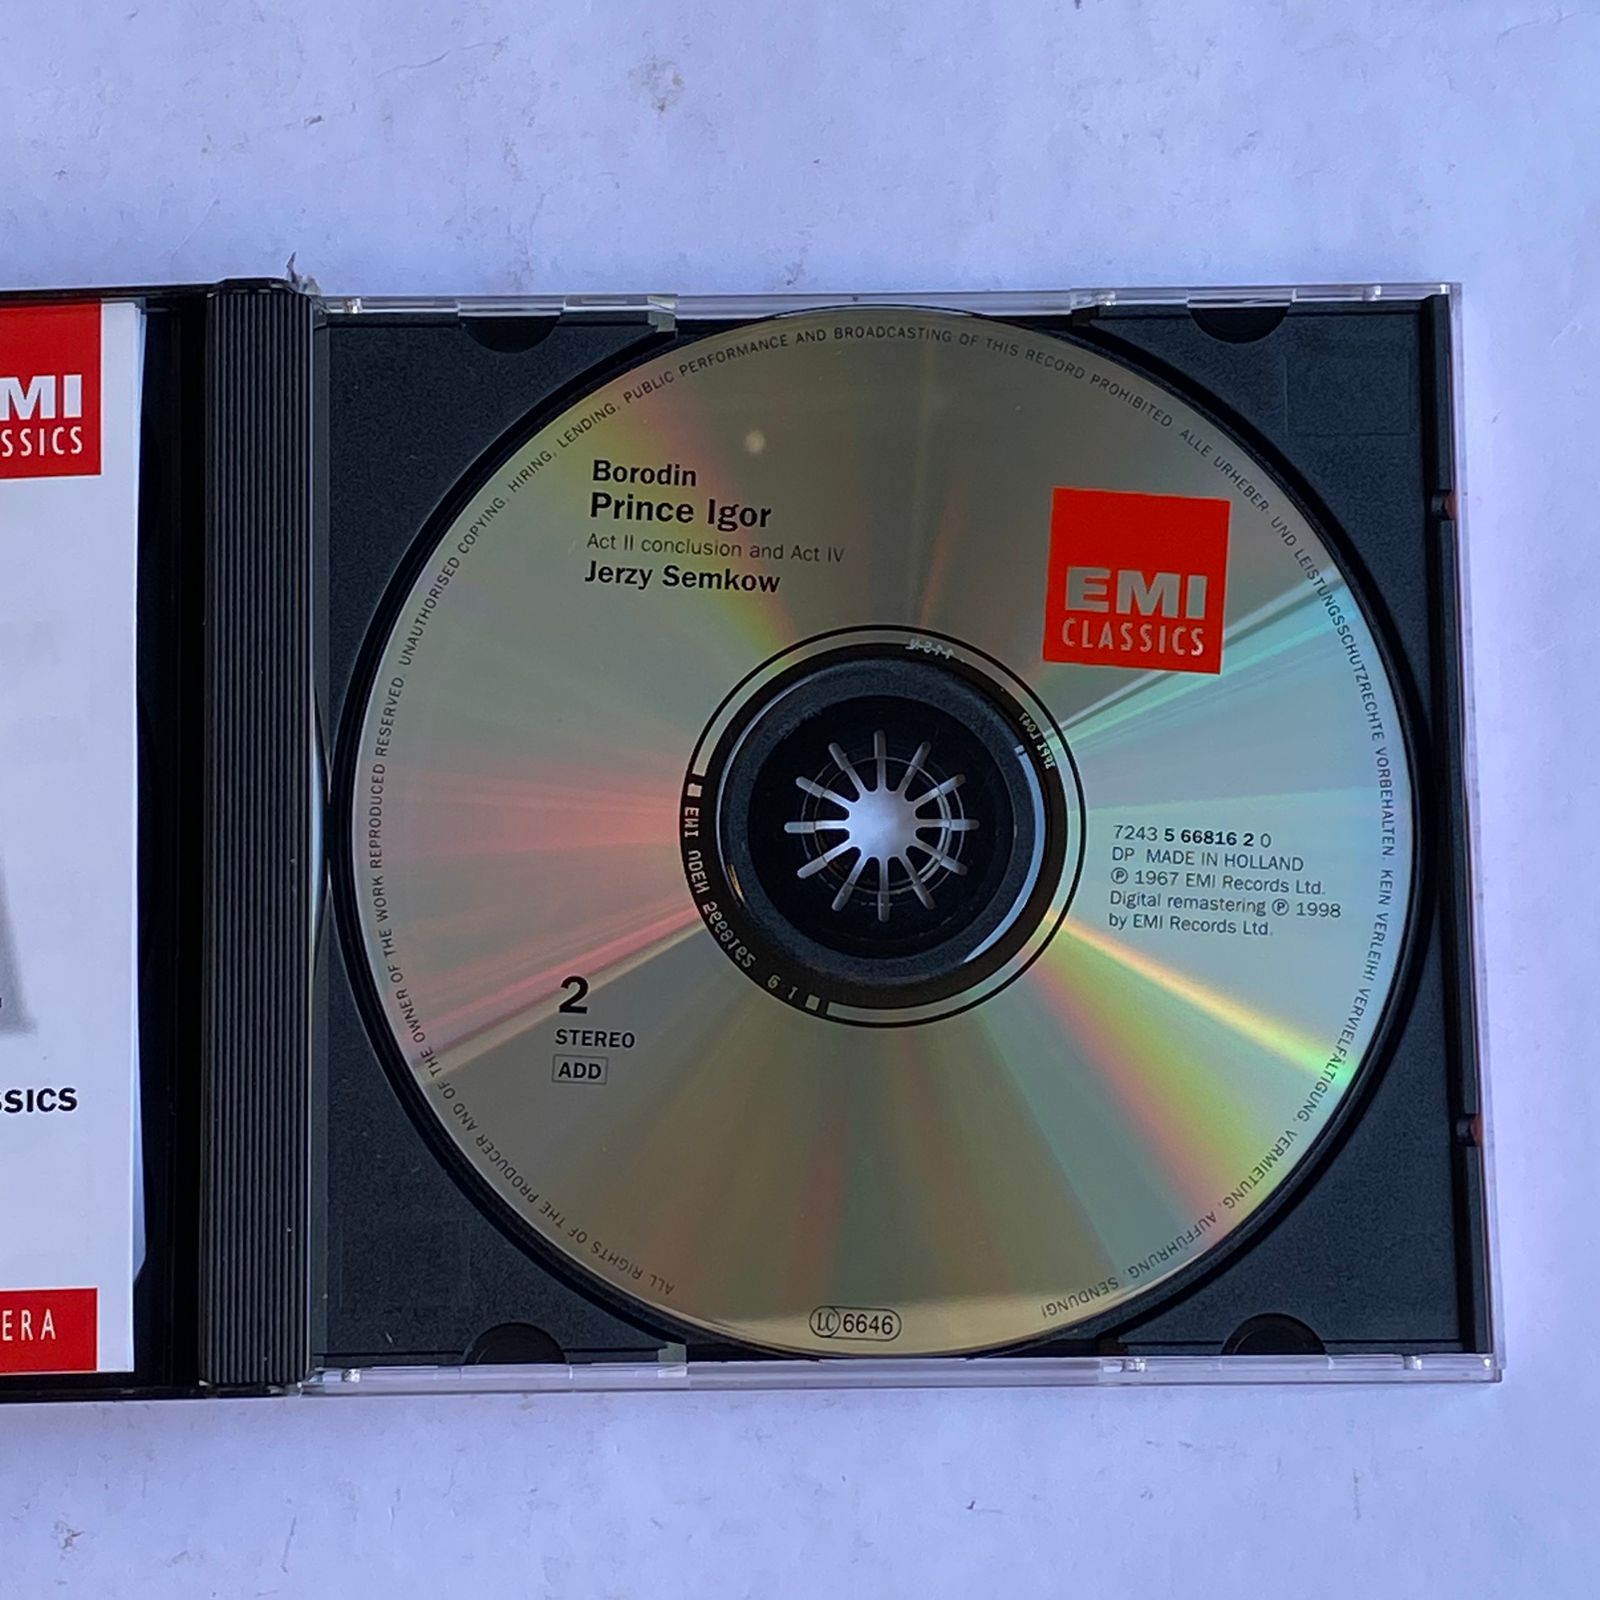 MI
SSICS
SSICS
ERA
Borodin
Prince Igor
Act II conclusion and Act IV
Jerzy Semkow
EMI
CLASSICS
7243 5 66816 2 0
DP MADE IN HOLLAND
℗ 1967 EMI Records Ltd.
Digital remastering ℗ 1998
by EMI Records Ltd.
2
STEREO
ADD
LC 6646
ALL RIGHTS OF THE PRODUCER AND OF THE OWNER OF THE WORK REPRODUCED RESERVED. UNAUTHORISED COPYING, HIRING, LENDING, PUBLIC PERFORMANCE AND BROADCASTING OF THIS RECORD PROHIBITED. ALLE URHEBER- UND LEISTUNGSSCHUTZRECHTE VORBEHALTEN. KEIN VERLEIH! VERVIELFÄLTIGUNG, VERMIETUNG, AUFFÜHRUNG, SENDUNG!
EMI UDEN